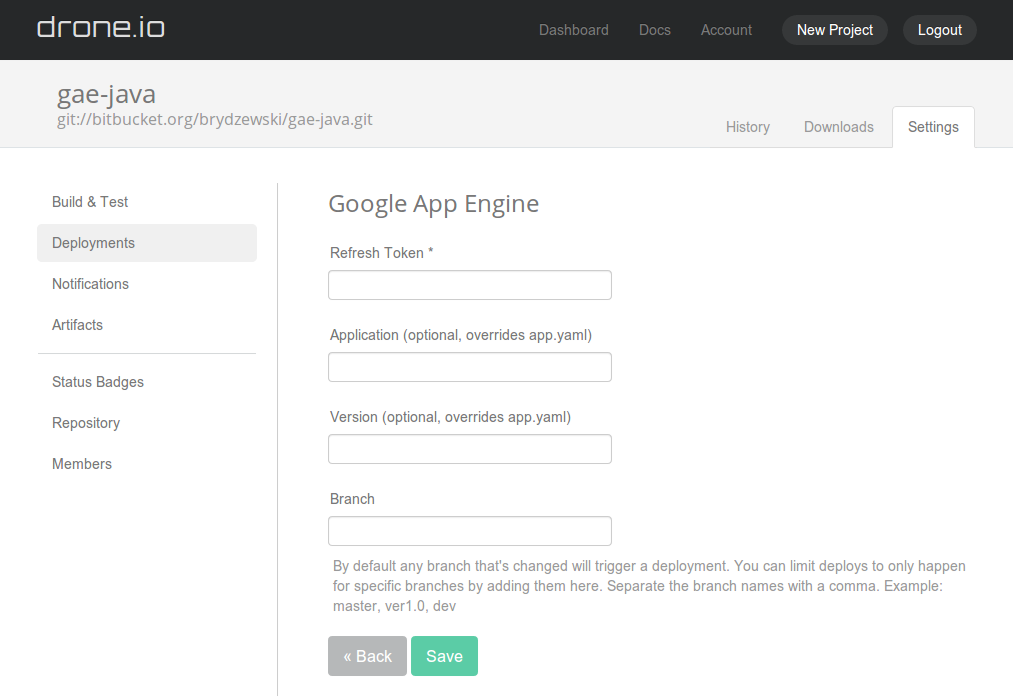 drone.io
Dashboard Docs Account New Project Logout
gae-java
git://bitbucket.org/brydzewski/gae-java.git
History Downloads Settings
Build & Test
Deployments
Notifications
Artifacts
Status Badges
Repository
Members
Google App Engine
Refresh Token *
Application (optional, overrides app.yaml)
Version (optional, overrides app.yaml)
Branch
By default any branch that's changed will trigger a deployment. You can limit deploys to only happen
for specific branches by adding them here. Separate the branch names with a comma. Example:
master, ver1.0, dev
« Back Save